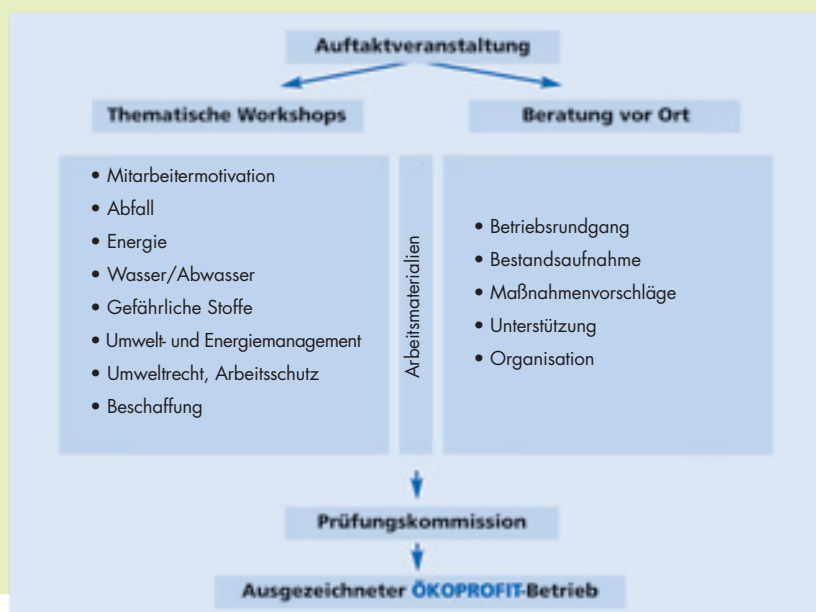 Auftaktveranstaltung
Thematische Workshops
Beratung vor Ort
• Mitarbeitermotivation
• Abfall
• Energie
• Wasser/Abwasser
• Gefährliche Stoffe
• Umwelt- und Energiemanagement
• Umweltrecht, Arbeitsschutz
• Beschaffung
Arbeitsmaterialien
• Betriebsrundgang
• Bestandsaufnahme
• Maßnahmenvorschläge
• Unterstützung
• Organisation
Prüfungskommission
Ausgezeichneter ÖKOPROFIT-Betrieb